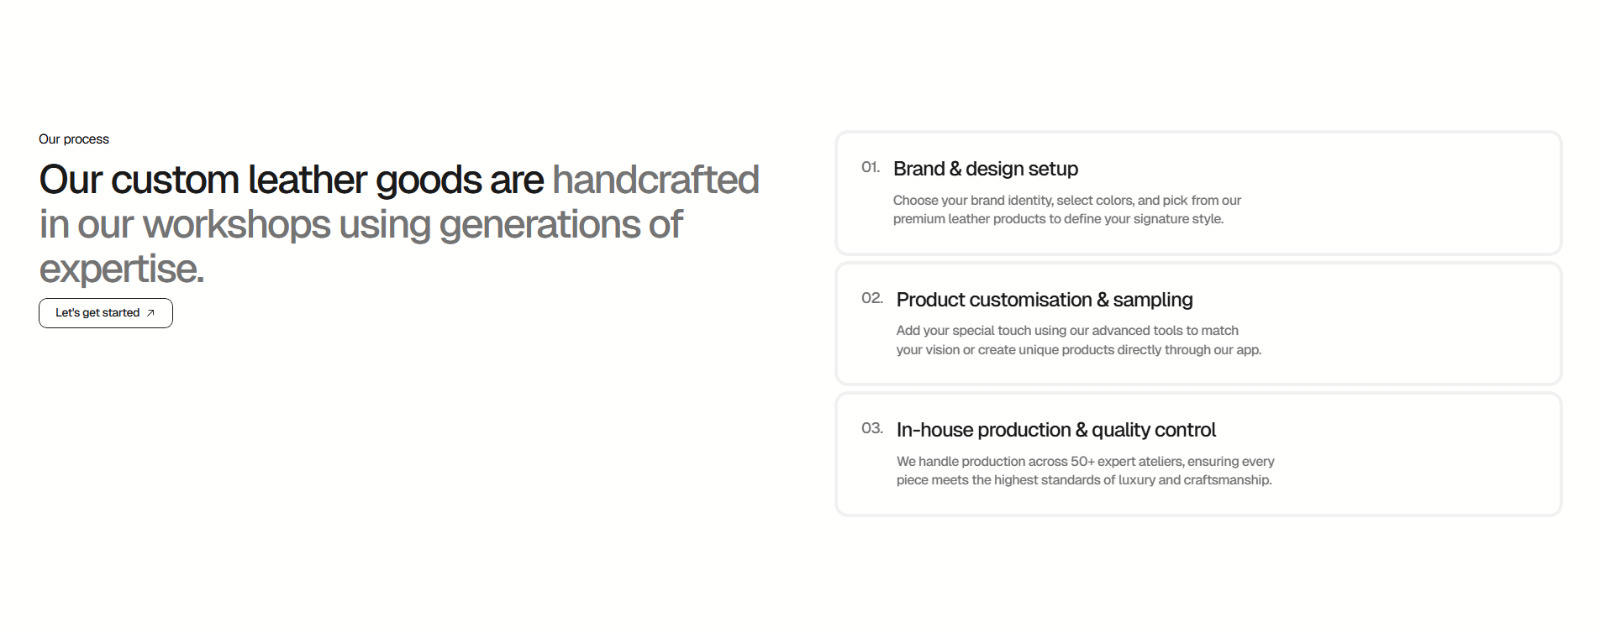 Our process
Our custom leather goods are handcrafted
in our workshops using generations of
expertise.
Let's get started
01.
Brand & design setup
Choose your brand identity, select colors, and pick from our
premium leather products to define your signature style.
02.
Product customisation & sampling
Add your special touch using our advanced tools to match
your vision or create unique products directly through our app.
03.
In-house production & quality control
We handle production across 50+ expert ateliers, ensuring every
piece meets the highest standards of luxury and craftsmanship.